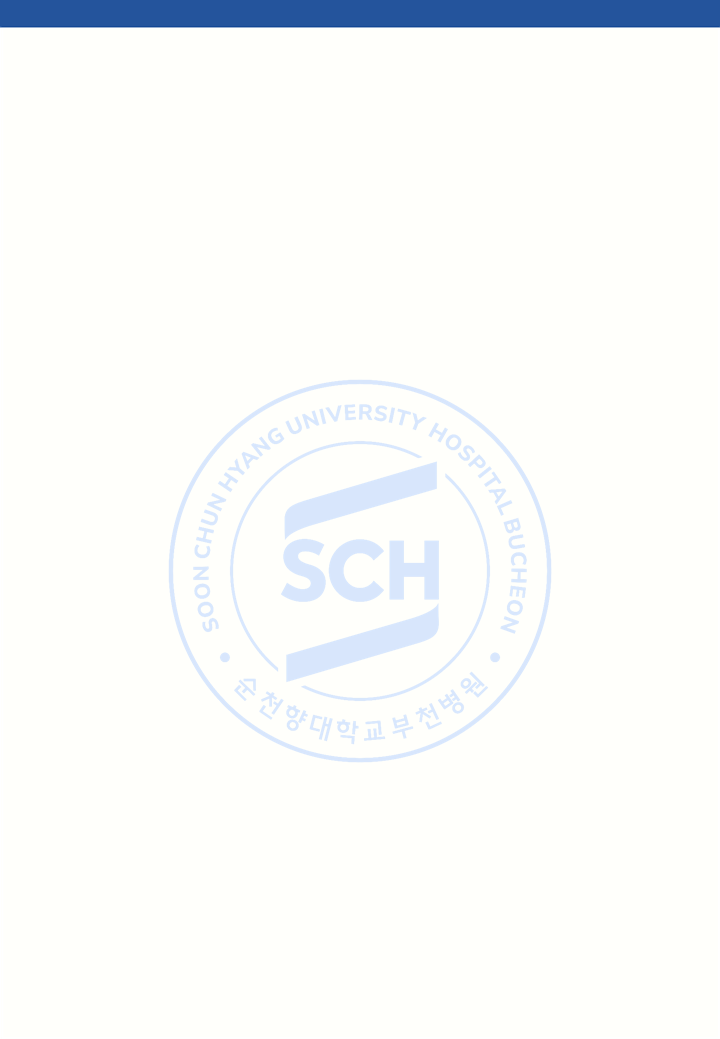 SOON CHUN HYANG UNIVERSITY HOSPITAL BUCHEON
SCH
순천향대학교부천병원